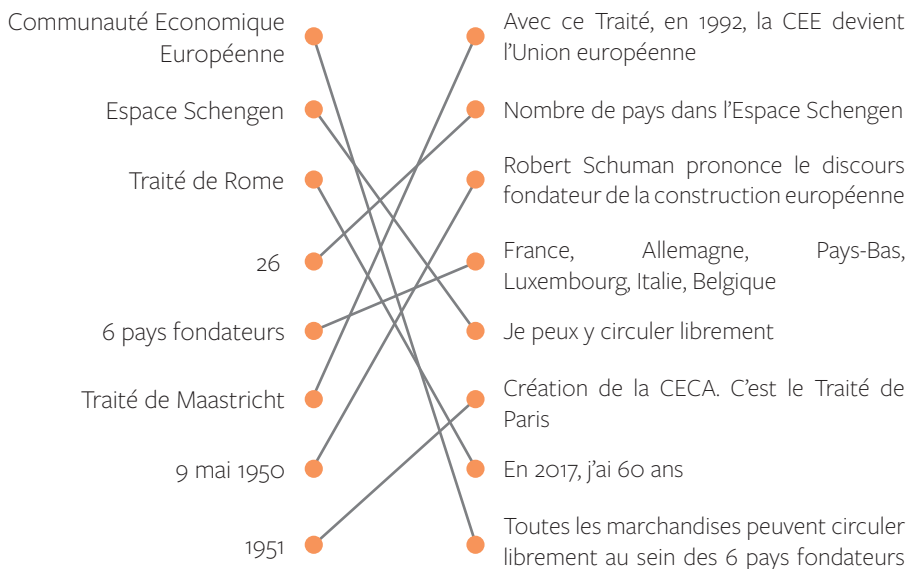 Communauté Economique
Européenne
Espace Schengen
Traité de Rome
26
6 pays fondateurs
Traité de Maastricht
9 mai 1950
1951
Avec ce Traité, en 1992, la CEE devient
l'Union européenne
Nombre de pays dans l'Espace Schengen
Robert Schuman prononce le discours
fondateur de la construction européenne
France, Allemagne, Pays-Bas,
Luxembourg, Italie, Belgique
Je peux y circuler librement
Création de la CECA. C'est le Traité de
Paris
En 2017, j'ai 60 ans
Toutes les marchandises peuvent circuler
librement au sein des 6 pays fondateurs